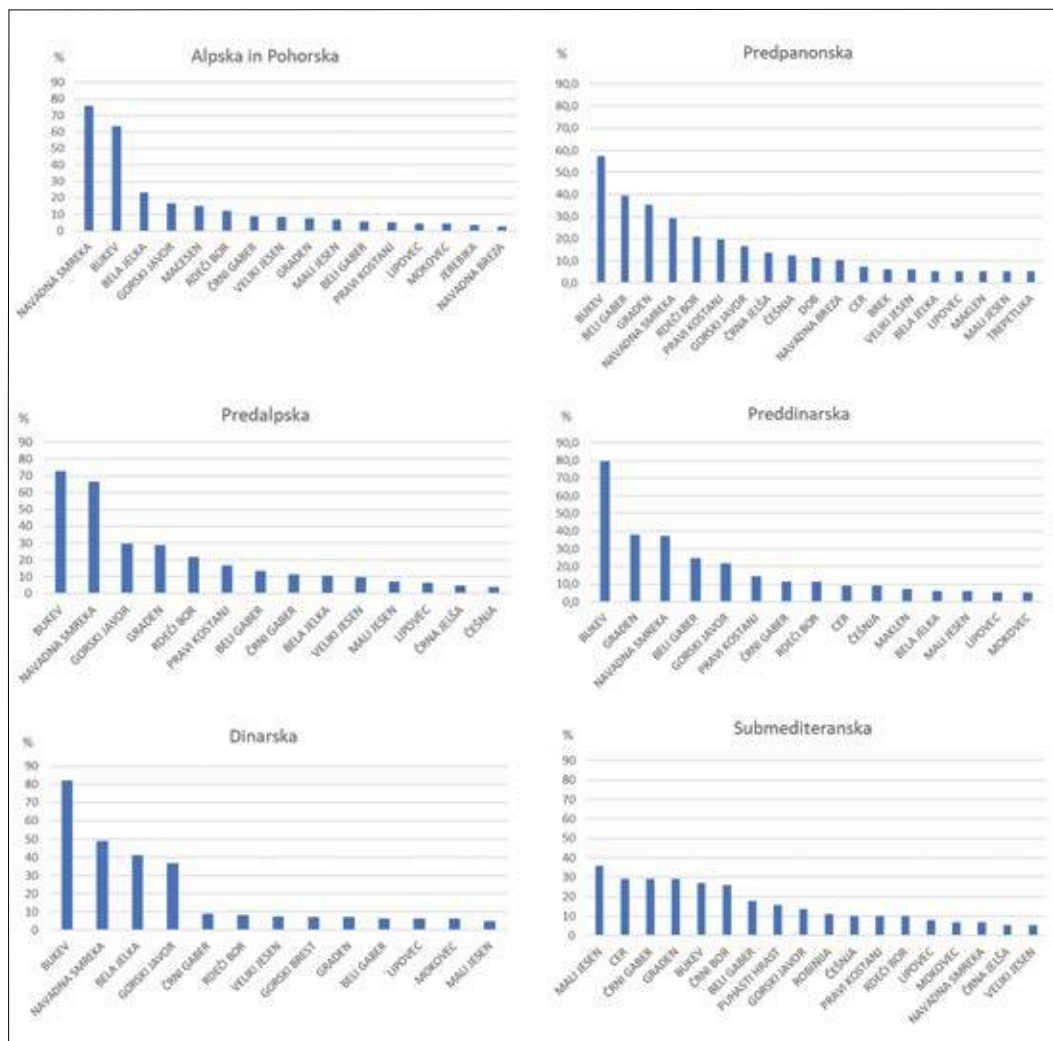 Alpska in Pohorska
%
90
80
70
60
50
40
30
20
10
0
NAVADNA SMREKA
BUKEV
BELA JELKA
GORSKI JAVOR
MACESEN
RDEČI BOR
ČRNI GABER
VELIKI JESEN
GRADEN
MALI JESEN
BELI GABER
PRAVI KOSTANJ
LIPOVEC
MOKOVEC
JEREBIKA
NAVADNA BREZA
Predpanonska
%
90,0
80,0
70,0
60,0
50,0
40,0
30,0
20,0
10,0
0,0
BUKEV
BELI GABER
GRADEN
NAVADNA SMREKA
RDEČI BOR
PRAVI KOSTANJ
GORSKI JAVOR
ČRNA JELŠA
ČEŠNJA
DOB
NAVADNA BREZA
CER
BREK
VELIKI JESEN
BELA JELKA
LIPOVEC
MAKLEN
MALI JESEN
TREPETLIKA
Predalpska
%
90
80
70
60
50
40
30
20
10
0
BUKEV
NAVADNA SMREKA
GORSKI JAVOR
GRADEN
RDEČI BOR
PRAVI KOSTANJ
BELI GABER
ČRNI GABER
BELA JELKA
VELIKI JESEN
MALI JESEN
LIPOVEC
ČRNA JELŠA
ČEŠNJA
Preddinarska
%
90,0
80,0
70,0
60,0
50,0
40,0
30,0
20,0
10,0
0,0
BUKEV
GRADEN
NAVADNA SMREKA
BELI GABER
GORSKI JAVOR
PRAVI KOSTANJ
ČRNI GABER
RDEČI BOR
CER
ČEŠNJA
MAKLEN
BELA JELKA
MALI JESEN
LIPOVEC
MOKOVEC
Dinarska
%
90
80
70
60
50
40
30
20
10
0
BUKEV
NAVADNA SMREKA
BELA JELKA
GORSKI JAVOR
ČRNI GABER
RDEČI BOR
VELIKI JESEN
GORSKI BREST
GRADEN
BELI GABER
LIPOVEC
MOKOVEC
MALI JESEN
Submediteranska
%
90
80
70
60
50
40
30
20
10
0
MALI JESEN
CER
ČRNI GABER
GRADEN
BUKEV
ČRNI BOR
BELI GABER
PUHASTI HRAST
GORSKI JAVOR
ROBINIJA
ČEŠNJA
PRAVI KOSTANJ
RDEČI BOR
LIPOVEC
MOKOVEC
NAVADNA SMREKA
ČRNA JELŠA
VELIKI JESEN